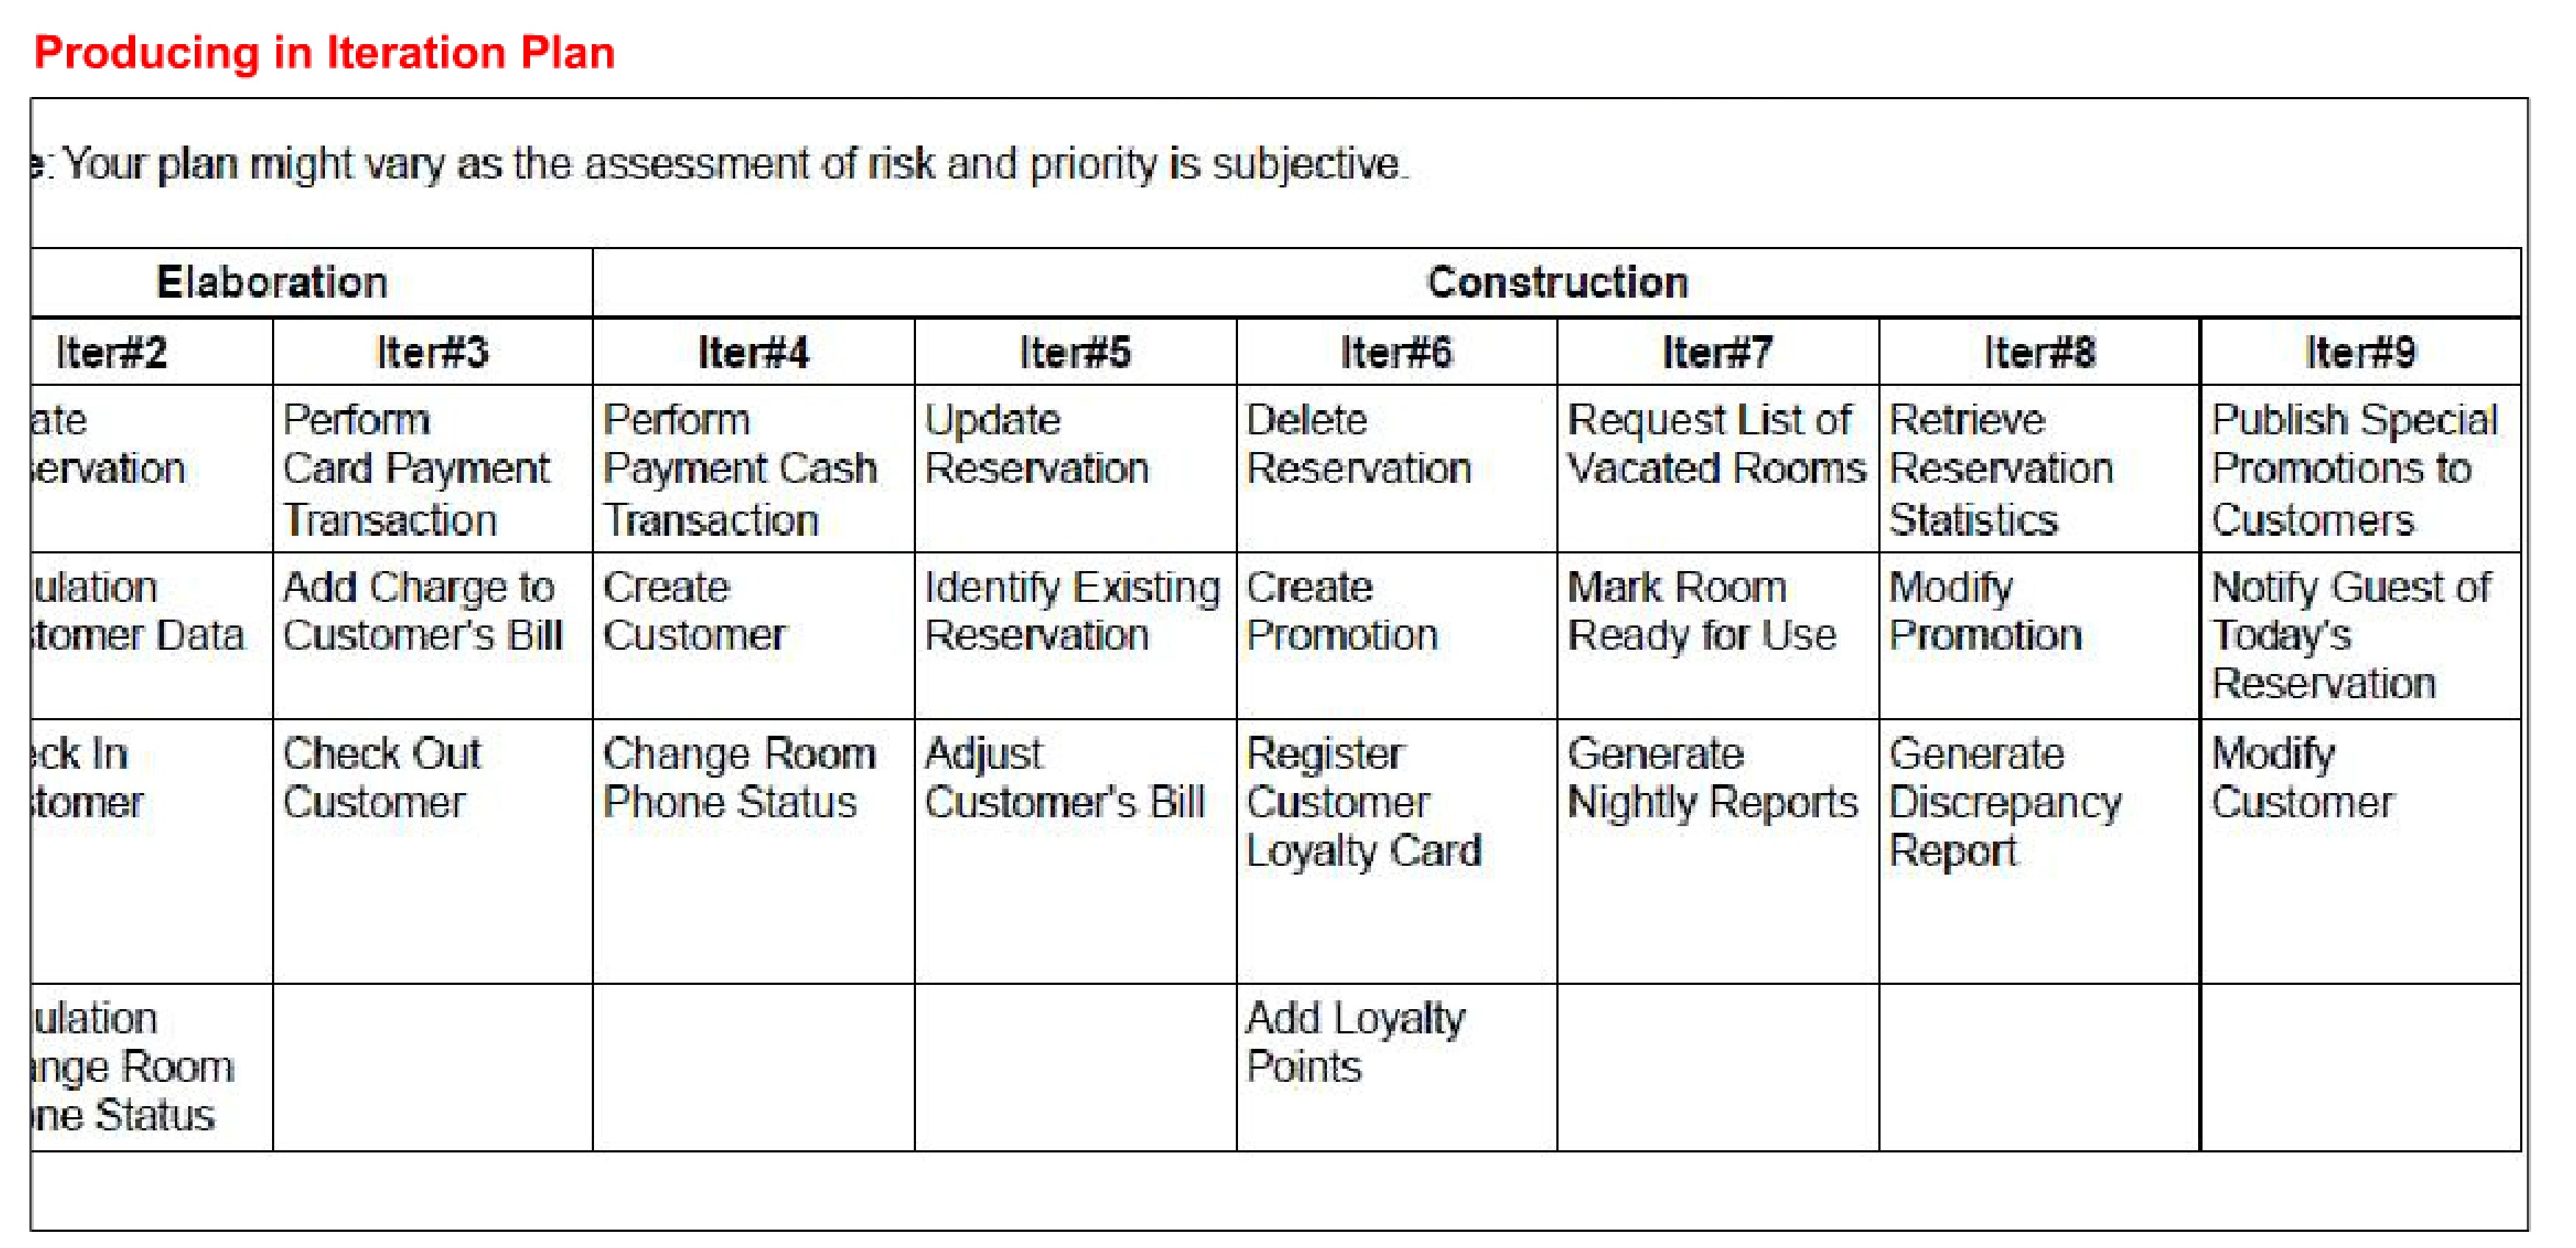 Producing in Iteration Plan
: Your plan might vary as the assessment of risk and priority is subjective.
Elaboration Construction
Iter#2 Iter#3 Iter#4 Iter#5 Iter#6 Iter#7 Iter#8 Iter#9
ate Perform Perform Update Delete Request List of Retrieve Publish Special
servation Card Payment Payment Cash Reservation Reservation Vacated Rooms Reservation Promotions to
Transaction Transaction Statistics Customers
ulation Add Charge to Create Identify Existing Create Mark Room Modify Notify Guest of
tomer Data Customer's Bill Customer Reservation Promotion Ready for Use Promotion Today's
Reservation
ck In Check Out Change Room Adjust Register Generate Generate Modify
tomer Customer Phone Status Customer's Bill Customer Nightly Reports Discrepancy Customer
Loyalty Card Report
ulation Add Loyalty
nge Room Points
ne Status